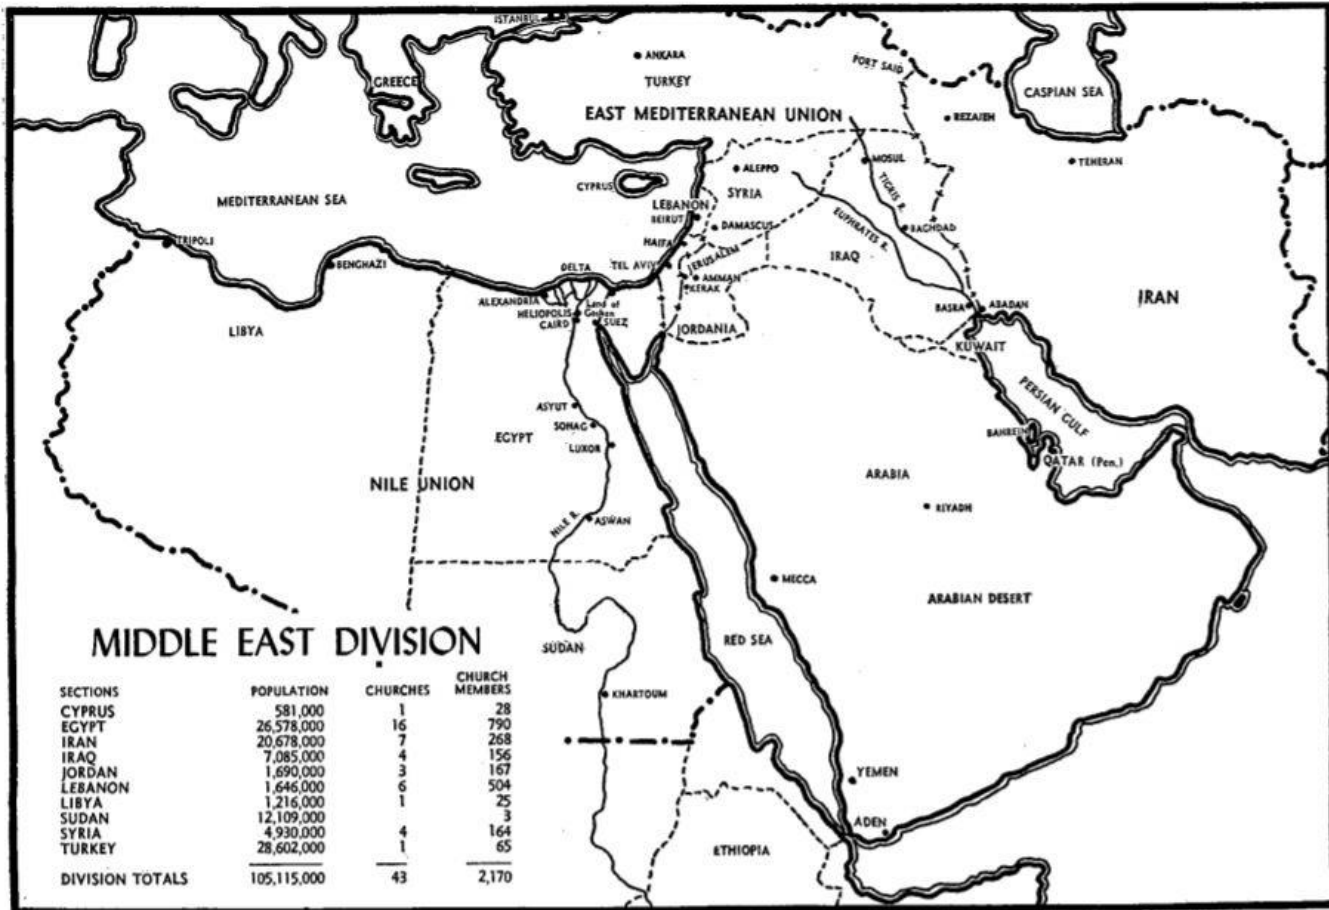 ISTANBUL
ANKARA
TURKEY
GREECE
PORT SAID
CASPIAN SEA
REZAIEH
EAST MEDITERRANEAN UNION
TEHERAN
MOSUL
ALEPPO
SYRIA
TIGRIS R.
CYPRUS
MEDITERRANEAN SEA
LEBANON
BEIRUT
DAMASCUS
EUPHRATES R.
BAGHDAD
TRIPOLI
HAIFA
JERUSALEM
IRAQ
BENGHAZI
DELTA
TEL AVIV
AMMAN
KERAK
IRAN
ALEXANDRIA
Land of
Goshen
HELIOPOLIS
CAIRD
SUEZ
BASRA
ABADAN
LIBYA
JORDANIA
KUWAIT
PERSIAN GULF
ASYUT
SOHAG
EGYPT
LUXOR
BAHREIN
QATAR (Pen.)
NILE UNION
ARABIA
RIYADH
NILE R.
ASWAN
MECCA
ARABIAN DESERT
RED SEA
SUDAN
KHARTOUM
YEMEN
ADEN
ETHIOPIA
MIDDLE EAST DIVISION
SECTIONS POPULATION CHURCHES CHURCH MEMBERS
CYPRUS 581,000 1 28
EGYPT 26,578,000 16 790
IRAN 20,678,000 7 268
IRAQ 7,085,000 4 156
JORDAN 1,690,000 3 167
LEBANON 1,646,000 6 504
LIBYA 1,216,000 1 25
SUDAN 12,109,000 3
SYRIA 4,930,000 4 164
TURKEY 28,602,000 1 65
DIVISION TOTALS 105,115,000 43 2,170